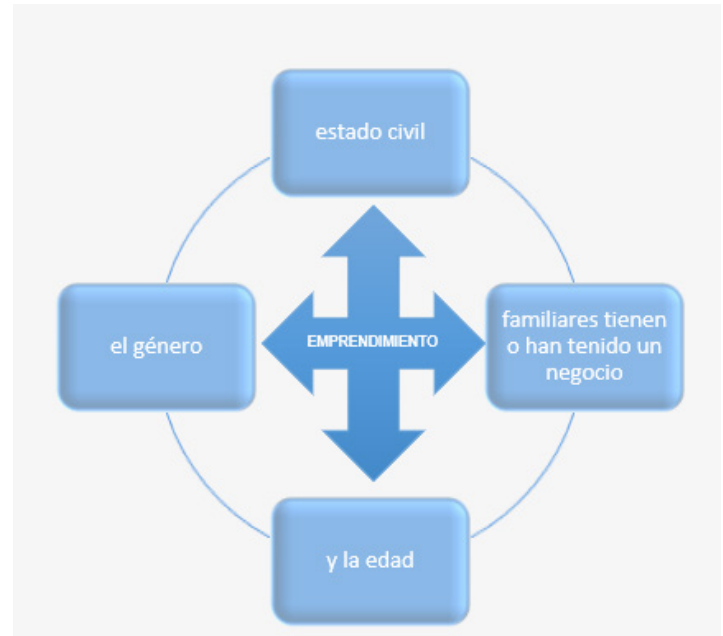 estado civil
el género
EMPRENDIMIENTO
familiares tienen
o han tenido un
negocio
y la edad